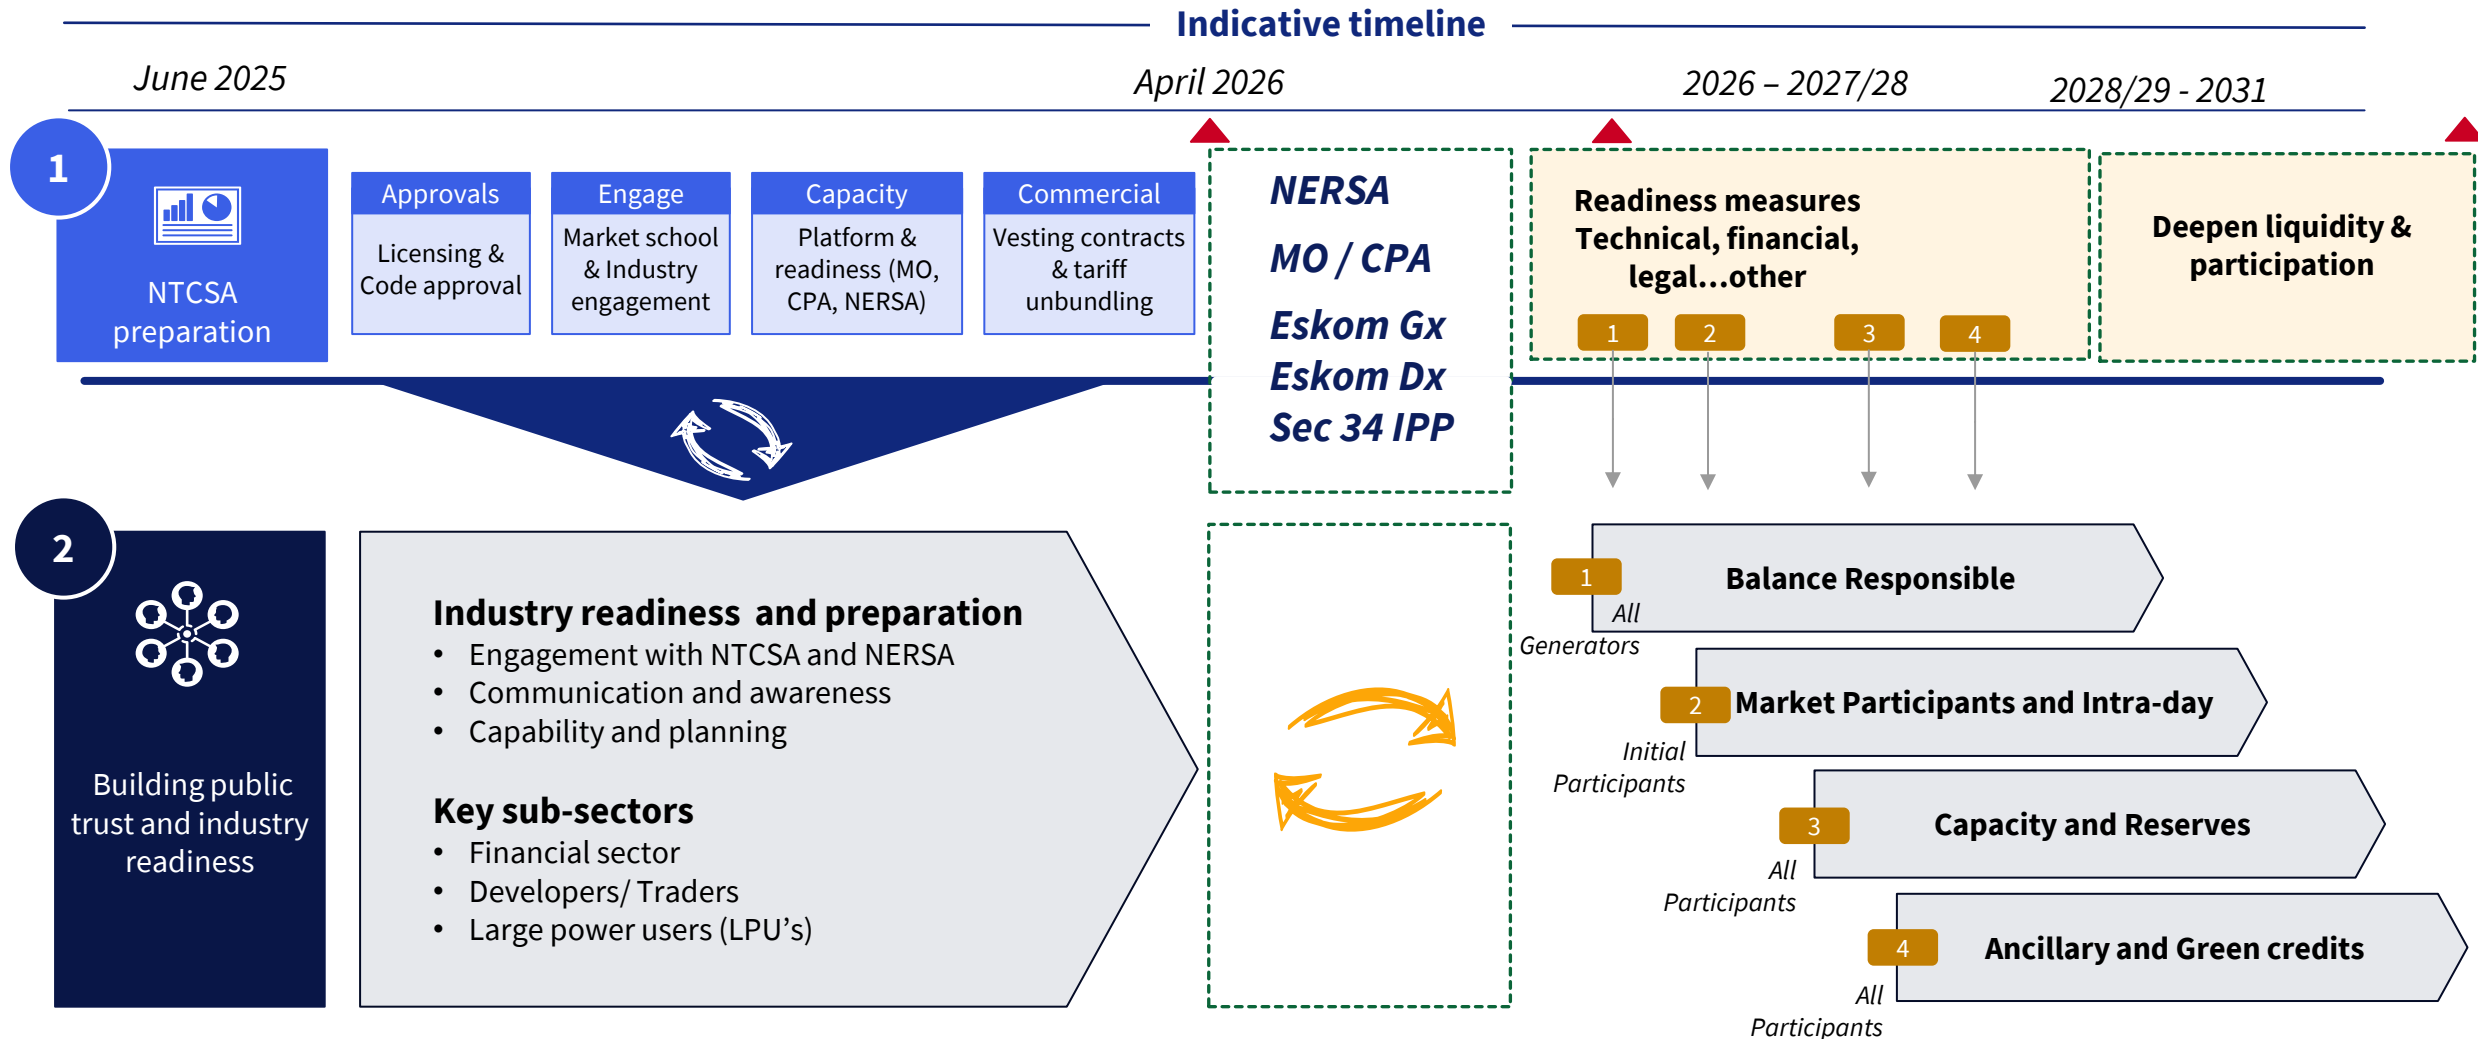 Indicative timeline
June 2025
April 2026
2026 – 2027/28
2028/29 - 2031
1
NTCSA
preparation
Approvals
Licensing &
Code approval
Engage
Market school
& Industry
engagement
Capacity
Platform &
readiness (MO,
CPA, NERSA)
Commercial
Vesting contracts
& tariff
unbundling
NERSA
MO / CPA
Eskom Gx
Eskom Dx
Sec 34 IPP
Readiness measures
Technical, financial,
legal...other
1
2
3
4
Deepen liquidity &
participation
2
Building public
trust and industry
readiness
Industry readiness  and preparation
• Engagement with NTCSA and NERSA
• Communication and awareness
• Capability and planning
Key sub-sectors
• Financial sector
• Developers/ Traders
• Large power users (LPU’s)
1
Balance Responsible
All
Generators
2
Market Participants and Intra-day
Initial
Participants
3
Capacity and Reserves
All
Participants
4
Ancillary and Green credits
All
Participants